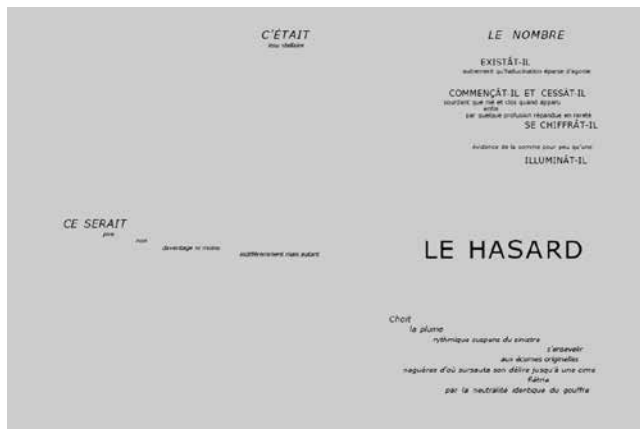 C'ÉTAIT
issu stellaire
LE NOMBRE
EXISTÂT-IL
autrement qu'hallucination éparse d'agonie
COMMENÇÂT-IL ET CESSÂT-IL
sourdant que nié et clos quand apparu
enfin
par quelque profusion répandue en rareté
SE CHIFFRÂT-IL
évidence de la somme pour peu qu'une
ILLUMINÂT-IL
CE SERAIT
pire
non
davantage ni moins
indifféremment mais autant
LE HASARD
Choit
la plume
rythmique suspens du sinistre
s'ensevelir
aux écumes originelles
naguères d'où sursauta son délire jusqu'à une cime
flétrie
par la neutralité identique du gouffre